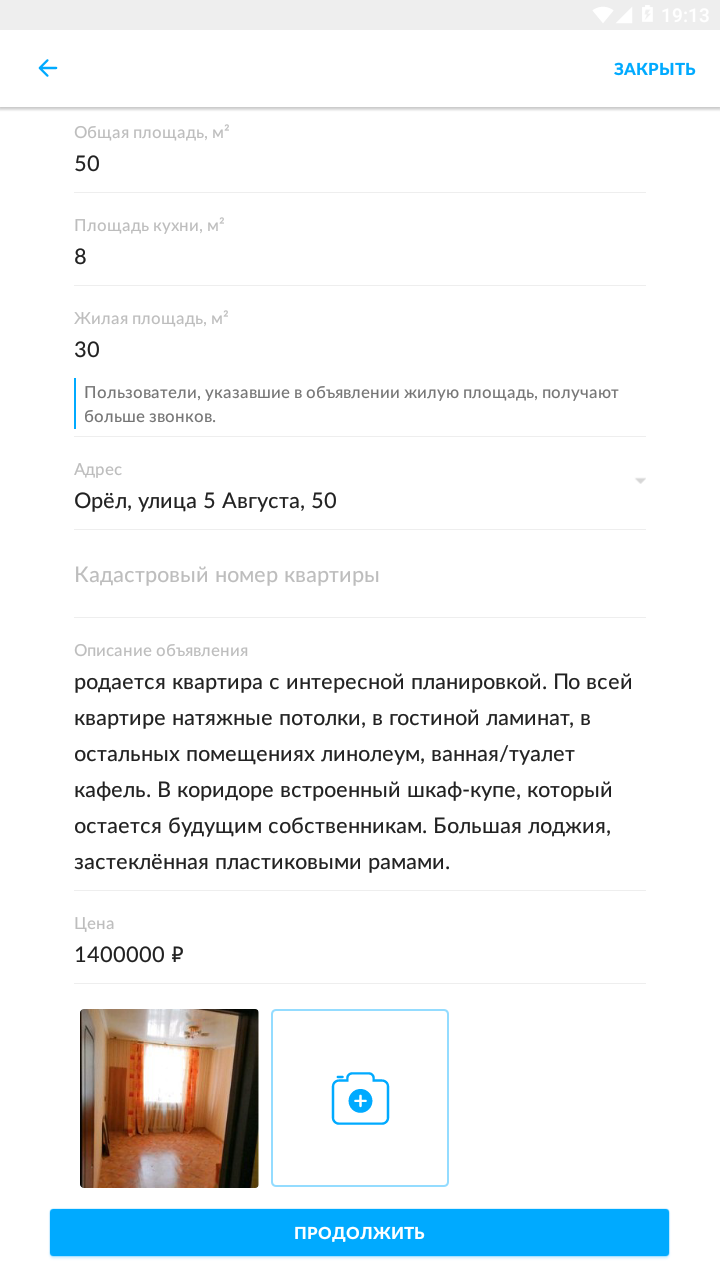 19:13
ЗАКРЫТЬ
Общая площадь, м²
50
Площадь кухни, м²
8
Жилая площадь, м²
30
Пользователи, указавшие в объявлении жилую площадь, получают
больше звонков.
Адрес
Орёл, улица 5 Августа, 50
Кадастровый номер квартиры
Описание объявления
родается квартира с интересной планировкой. По всей
квартире натяжные потолки, в гостиной ламинат, в
остальных помещениях линолеум, ванная/туалет
кафель. В коридоре встроенный шкаф-купе, который
остается будущим собственникам. Большая лоджия,
застеклённая пластиковыми рамами.
Цена
1400000 ₽
ПРОДОЛЖИТЬ